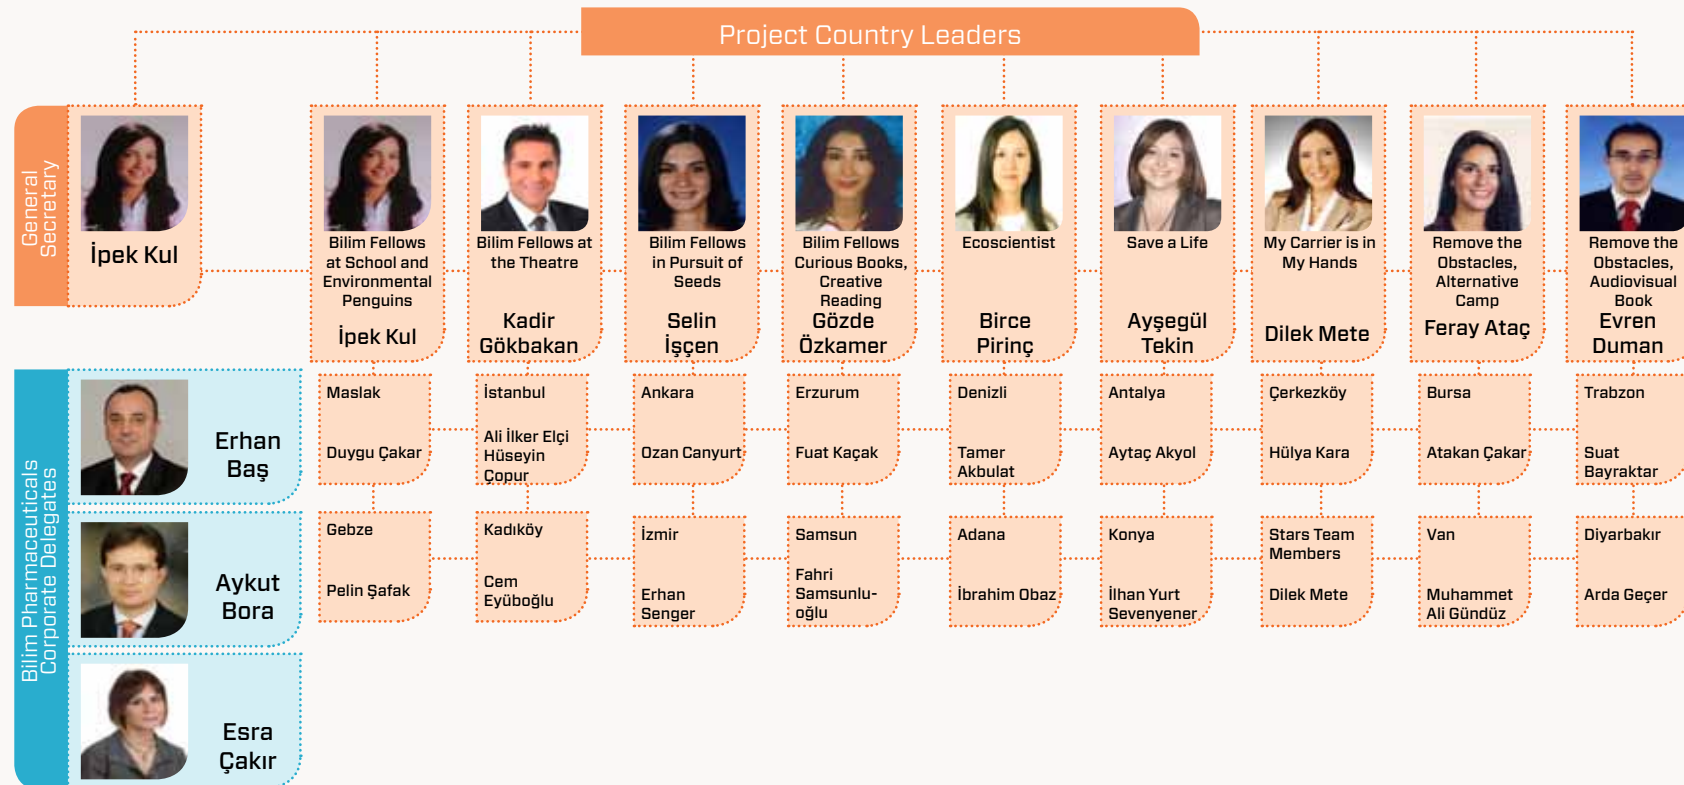 Project Country Leaders
General
Secretary
İpek Kul
Bilim Fellows
at School and
Environmental
Penguins
İpek Kul
Bilim Fellows at
the Theatre
Kadir
Gökbakan
Bilim Fellows
in Pursuit of
Seeds
Selin
İşçen
Bilim Fellows
Curious Books,
Creative
Reading
Gözde
Özkamer
Ecoscientist
Birce
Pirinç
Save a Life
Ayşegül
Tekin
My Carrier is in
My Hands
Dilek Mete
Remove the
Obstacles,
Alternative
Camp
Feray Ataç
Remove the
Obstacles,
Audiovisual
Book
Evren
Duman
Bilim Pharmaceuticals
Corporate Delegates
Erhan
Baş
Maslak
Duygu Çakar
İstanbul
Ali İlker Elçi
Hüseyin
Çopur
Ankara
Ozan Canyurt
Erzurum
Fuat Kaçak
Denizli
Tamer
Akbulat
Antalya
Aytaç Akyol
Çerkezköy
Hülya Kara
Bursa
Atakan Çakar
Trabzon
Suat
Bayraktar
Aykut
Bora
Gebze
Pelin Şafak
Kadıköy
Cem
Eyüboğlu
İzmir
Erhan
Senger
Samsun
Fahri
Samsunlu-
oğlu
Adana
İbrahim Obaz
Konya
İlhan Yurt
Sevenyener
Stars Team
Members
Dilek Mete
Van
Muhammet
Ali Gündüz
Diyarbakır
Arda Geçer
Esra
Çakır